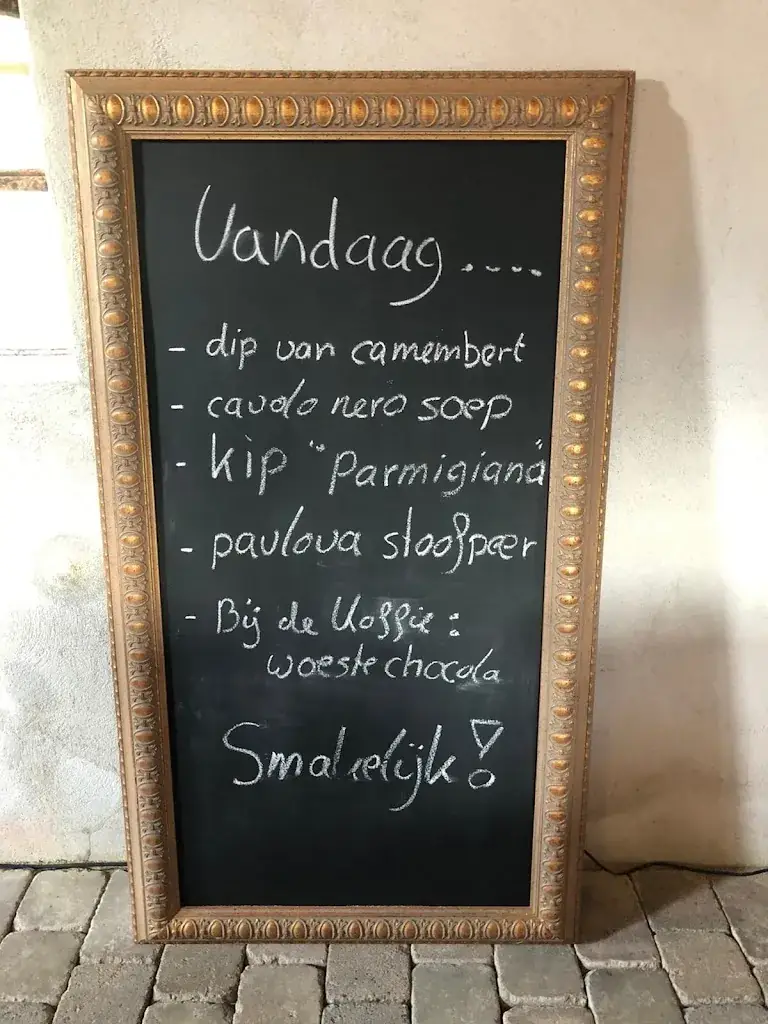 Vandaag ....
- dip van camembert
- cavolo nero soep
- kip "Parmigiana"
- pavlova stoofpeer
- Bij de koffie :
woeste chocola
Smakelijk !